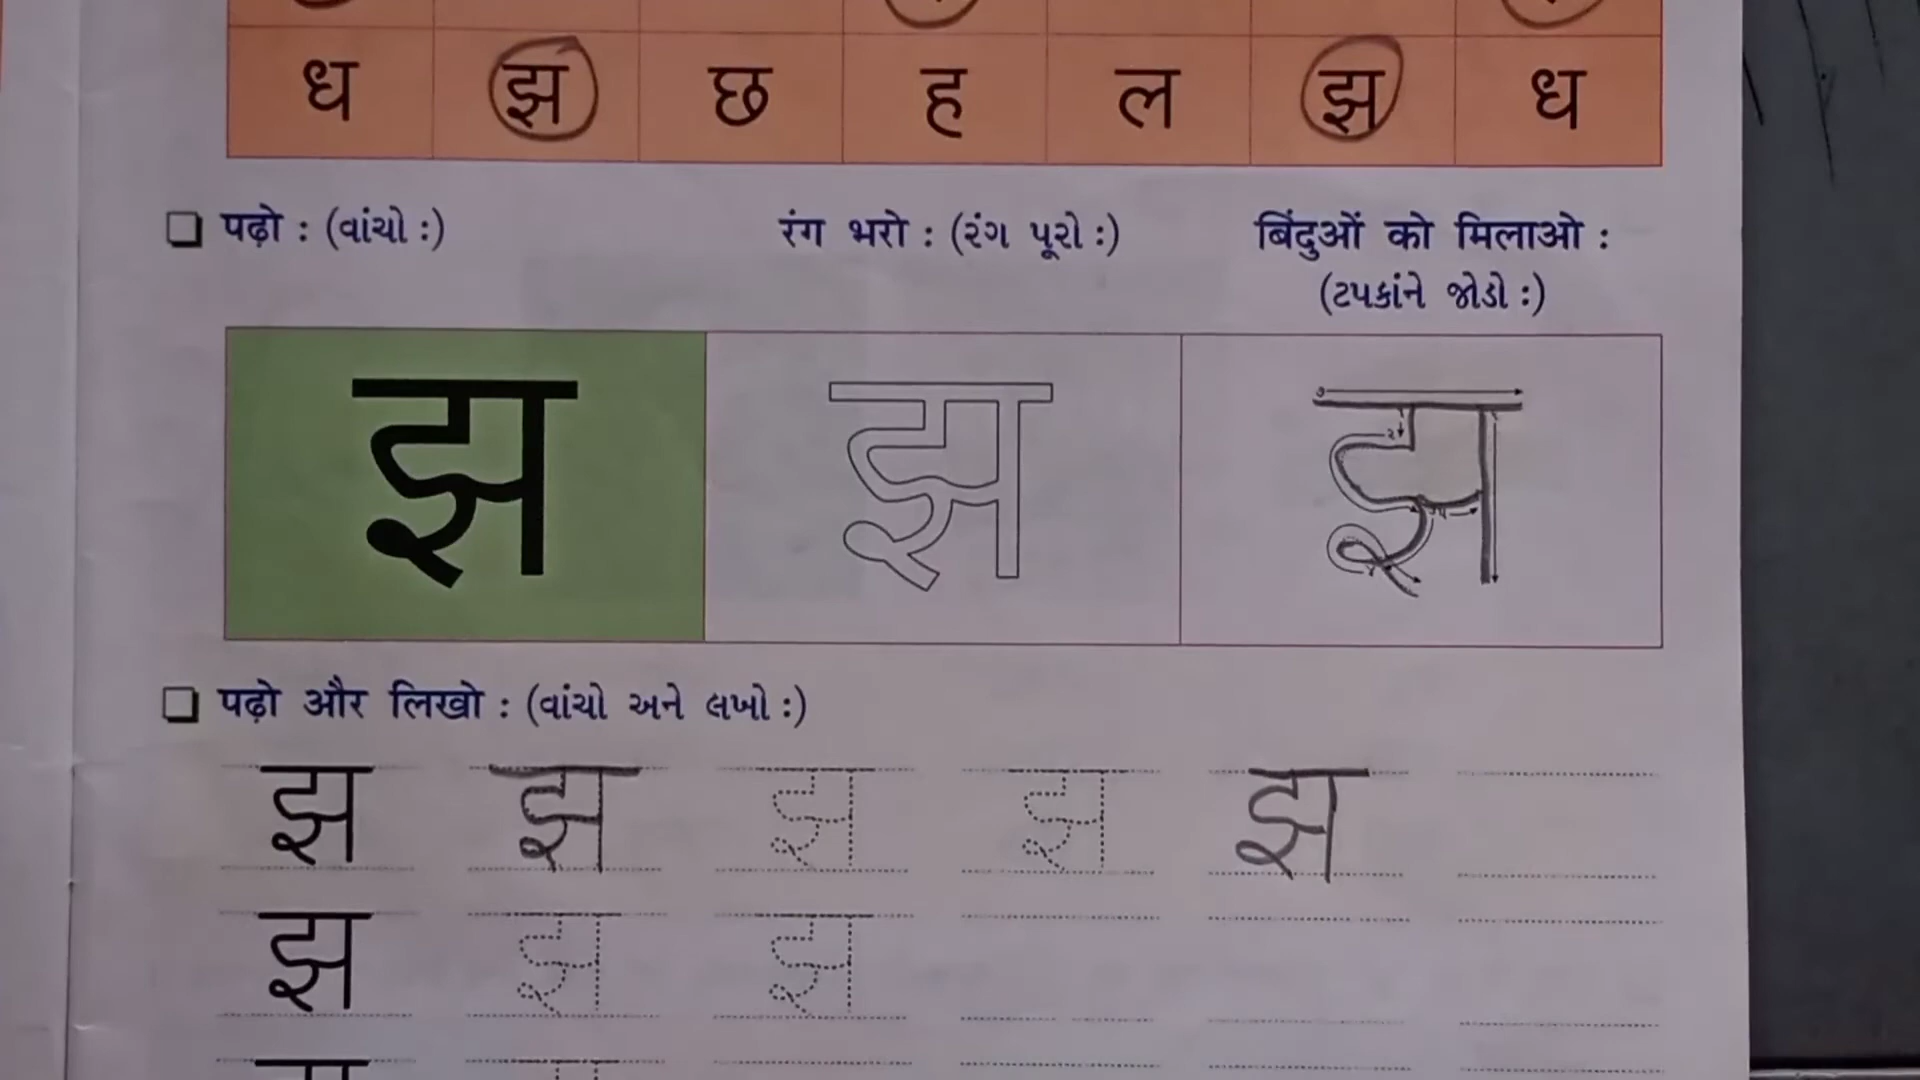 ध झ छ ह ल झ ध
पढ़ो : (વાંચો :) रंग भरो : (રંગ પૂરો :) बिंदुओं को मिलाओ :
(ટપકાંને જોડો :)
झ झ झ
पढ़ो और लिखो : (વાંચો અને લખો :)
झ झ झ झ झ
झ झ झ